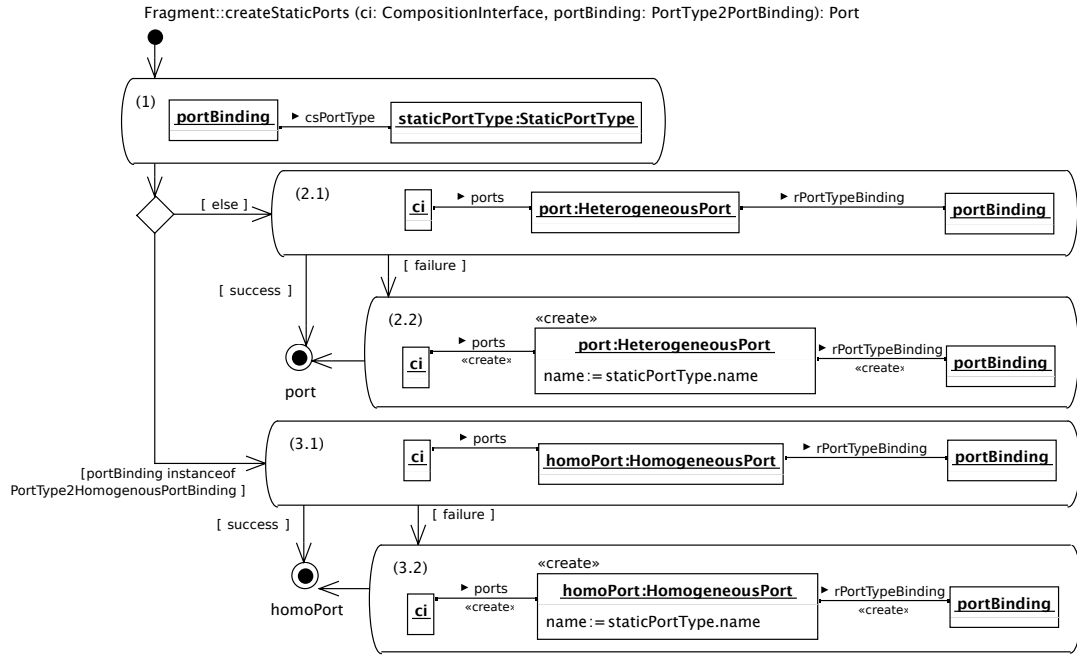 Fragment::createStaticPorts (ci: CompositionInterface, portBinding: PortType2PortBinding): Port
(1)
portBinding
► csPortType
staticPortType:StaticPortType
[ else ]
(2.1)
ci
► ports
port:HeterogeneousPort
► rPortTypeBinding
portBinding
[ success ]
[ failure ]
(2.2)
ci
► ports
«create»
«create»
port:HeterogeneousPort
name:=staticPortType.name
► rPortTypeBinding
«create»
portBinding
port
[portBinding instanceof
PortType2HomogenousPortBinding ]
(3.1)
ci
► ports
homoPort:HomogeneousPort
► rPortTypeBinding
portBinding
[ success ]
[ failure ]
(3.2)
ci
► ports
«create»
«create»
homoPort:HomogeneousPort
name:=staticPortType.name
► rPortTypeBinding
«create»
portBinding
homoPort